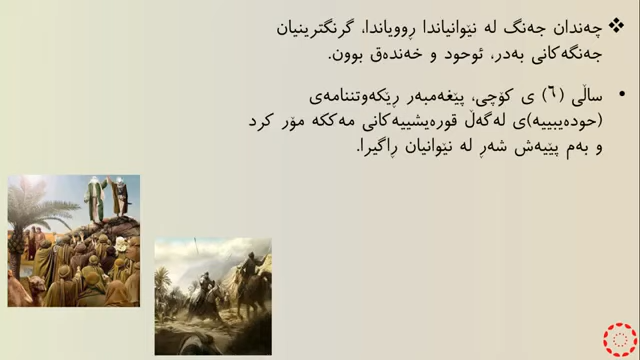 ❖ چەندان جەنگ لە نێوانیاندا ڕوویاندا، گرنگترینیان
جەنگەکانی بەدر، ئوحود و خەندەق بوون.
• ساڵی (٦) ی کۆچی، پێغەمبەر ڕێکەوتننامەی
(حودەیبییە)ی لەگەڵ قورەیشییەکانی مەککە مۆر کرد
و بەم پێیەش شەڕ لە نێوانیان ڕاگیرا.